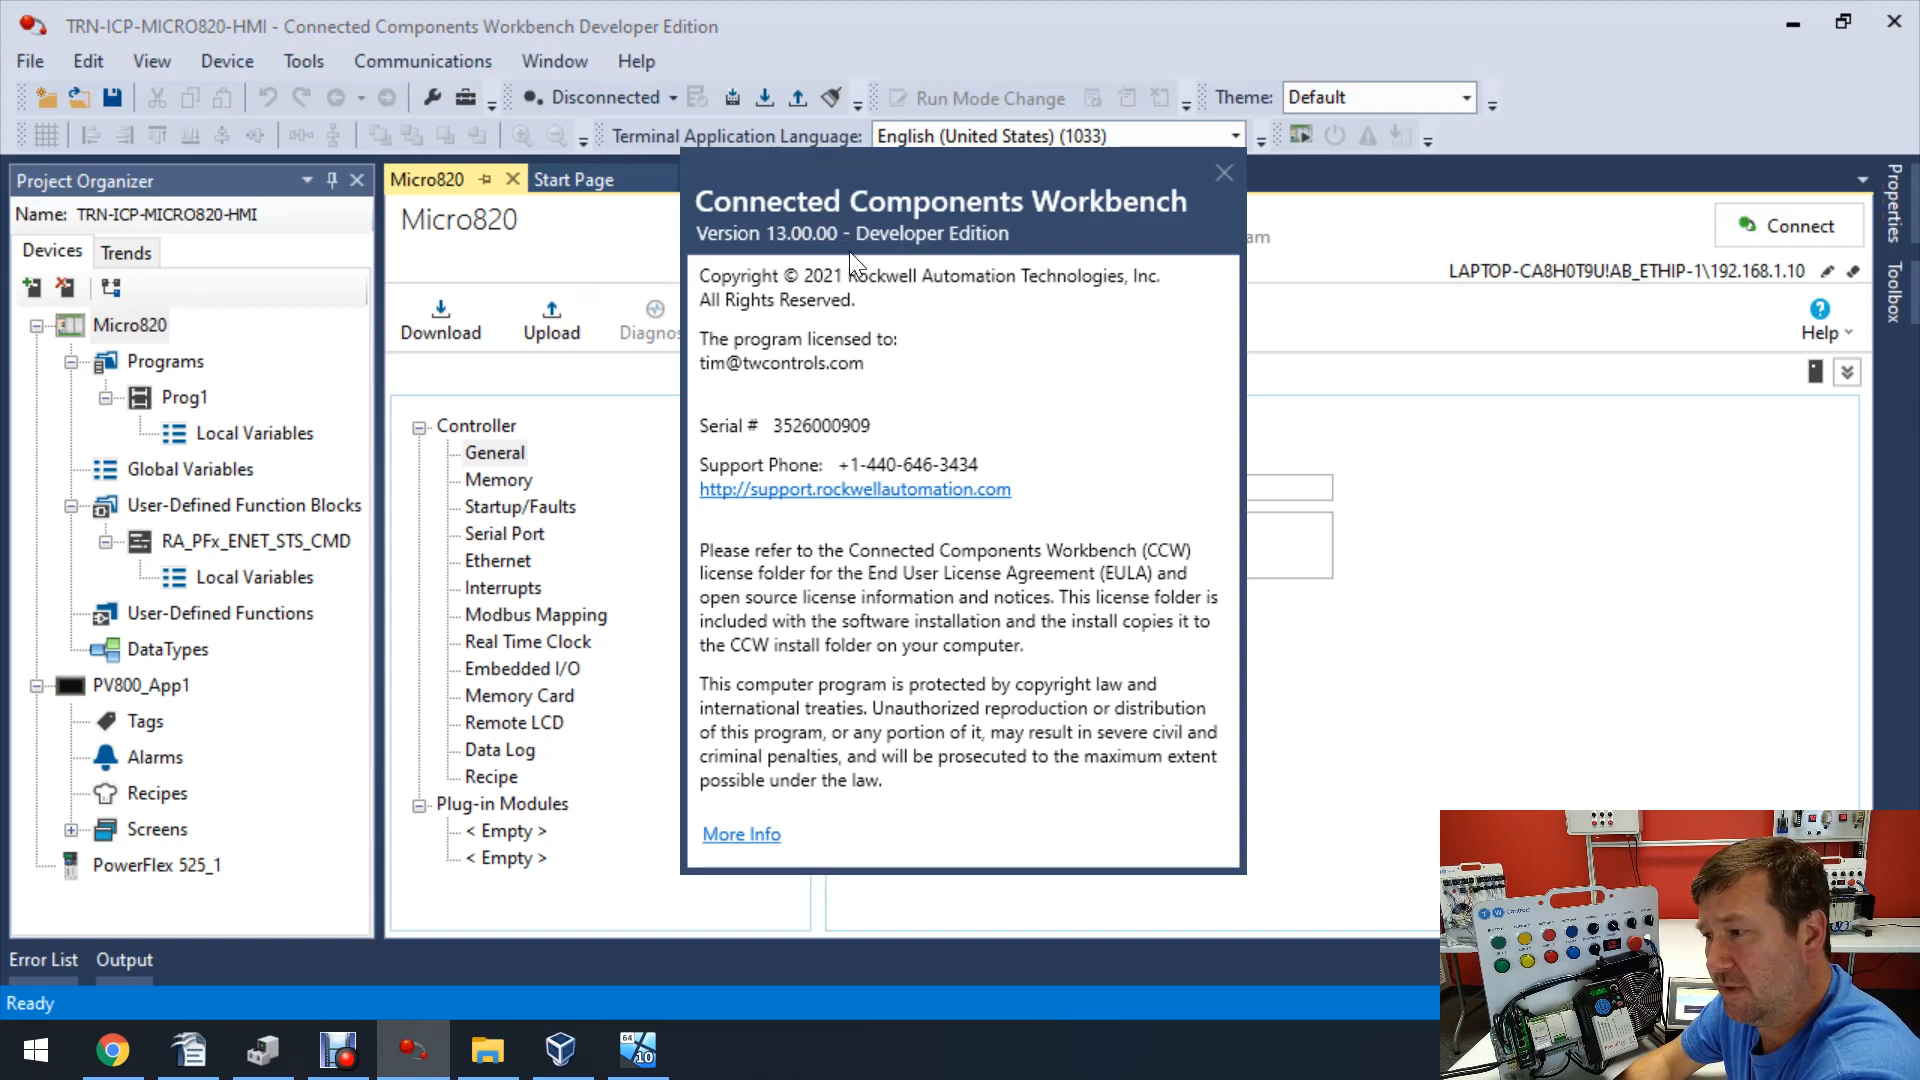 TRN-ICP-MICRO820-HMI - Connected Components Workbench Developer Edition
File Edit View Device Tools Communications Window Help
Disconnected Run Mode Change Theme: Default
Terminal Application Language: English (United States) (1033)
Project Organizer
Name: TRN-ICP-MICRO820-HMI
Devices Trends
Micro820
Programs
Prog1
Local Variables
Global Variables
User-Defined Function Blocks
RA_PFx_ENET_STS_CMD
Local Variables
User-Defined Functions
DataTypes
PV800_App1
Tags
Alarms
Recipes
Screens
PowerFlex 525_1
Micro820 Start Page
Micro820
Download Upload
Controller
General
Memory
Startup/Faults
Serial Port
Ethernet
Interrupts
Modbus Mapping
Real Time Clock
Embedded I/O
Memory Card
Remote LCD
Data Log
Recipe
Plug-in Modules
< Empty >
< Empty >
Connected Components Workbench
Version 13.00.00 - Developer Edition
Copyright © 2021 Rockwell Automation Technologies, Inc.
All Rights Reserved.
The program licensed to:
tim@twcontrols.com
Serial # 3526000909
Support Phone: +1-440-646-3434
http://support.rockwellautomation.com
Please refer to the Connected Components Workbench (CCW)
license folder for the End User License Agreement (EULA) and
open source license information and notices. This license folder is
included with the software installation and the install copies it to
the CCW install folder on your computer.
This computer program is protected by copyright law and
international treaties. Unauthorized reproduction or distribution
of this program, or any portion of it, may result in severe civil and
criminal penalties, and will be prosecuted to the maximum extent
possible under the law.
More Info
Connect
LAPTOP-CA8H0T9U!AB_ETHIP-1\192.168.1.10
Help
Properties
Toolbox
Error List Output
Ready
64
10
TW Controls